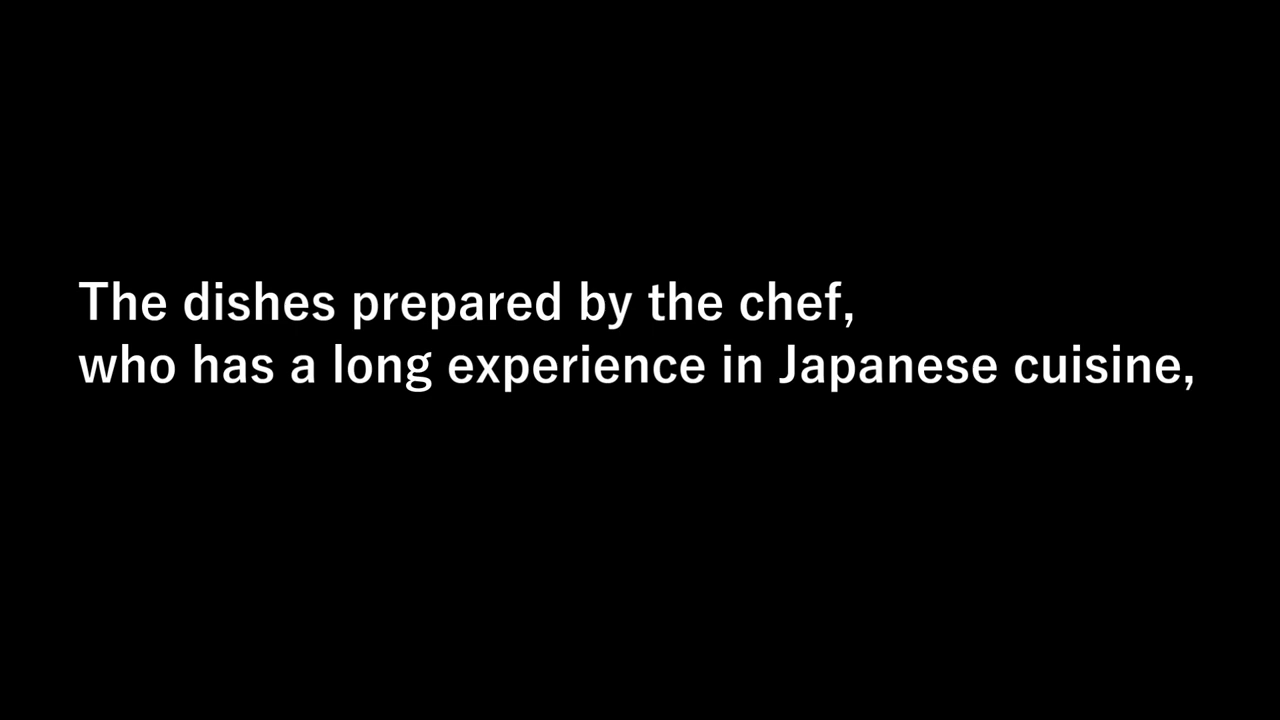 The dishes prepared by the chef,
who has a long experience in Japanese cuisine,